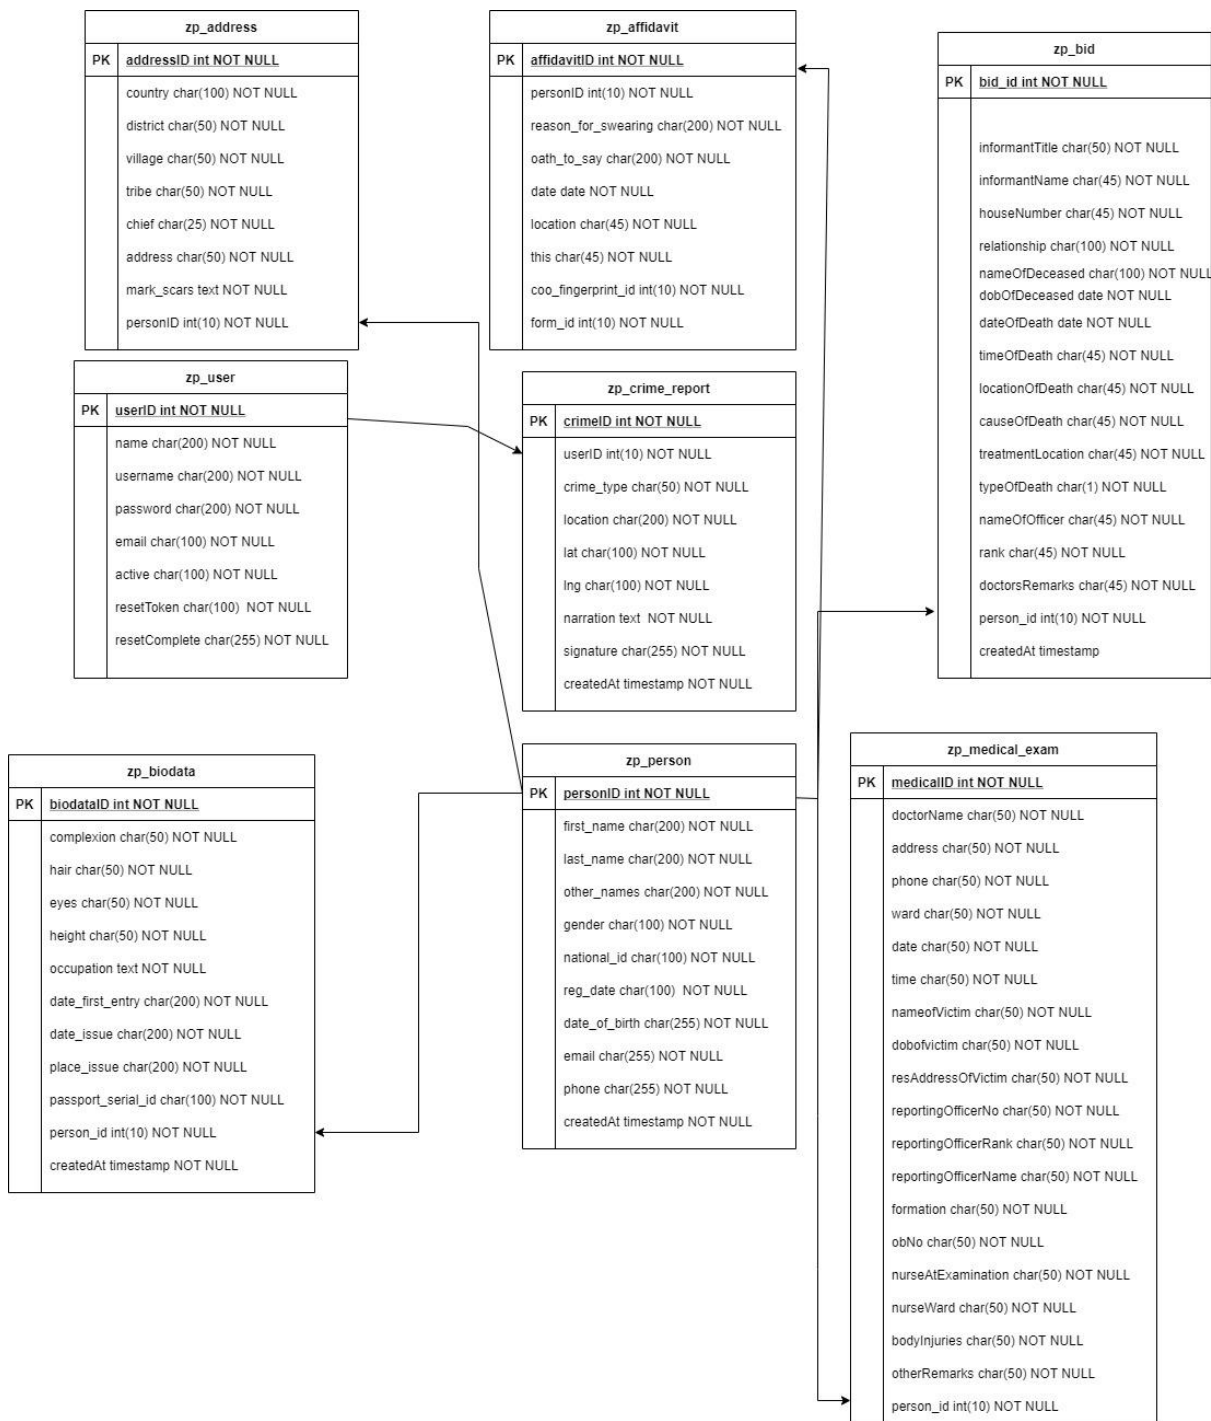 zp_address
PK addressID int NOT NULL
country char(100) NOT NULL
district char(50) NOT NULL
village char(50) NOT NULL
tribe char(50) NOT NULL
chief char(25) NOT NULL
address char(50) NOT NULL
mark_scars text NOT NULL
personID int(10) NOT NULL
zp_affidavit
PK affidavitID int NOT NULL
personID int(10) NOT NULL
reason_for_swearing char(200) NOT NULL
oath_to_say char(200) NOT NULL
date date NOT NULL
location char(45) NOT NULL
this char(45) NOT NULL
coo_fingerprint_id int(10) NOT NULL
form_id int(10) NOT NULL
zp_bid
PK bid_id int NOT NULL
informantTitle char(50) NOT NULL
informantName char(45) NOT NULL
houseNumber char(45) NOT NULL
relationship char(100) NOT NULL
nameOfDeceased char(100) NOT NULL
dobOfDeceased date NOT NULL
dateOfDeath date NOT NULL
timeOfDeath char(45) NOT NULL
locationOfDeath char(45) NOT NULL
causeOfDeath char(45) NOT NULL
treatmentLocation char(45) NOT NULL
typeOfDeath char(1) NOT NULL
nameOfOfficer char(45) NOT NULL
rank char(45) NOT NULL
doctorsRemarks char(45) NOT NULL
person_id int(10) NOT NULL
createdAt timestamp
zp_user
PK userID int NOT NULL
name char(200) NOT NULL
username char(200) NOT NULL
password char(200) NOT NULL
email char(100) NOT NULL
active char(100) NOT NULL
resetToken char(100) NOT NULL
resetComplete char(255) NOT NULL
zp_crime_report
PK crimeID int NOT NULL
userID int(10) NOT NULL
crime_type char(50) NOT NULL
location char(200) NOT NULL
lat char(100) NOT NULL
lng char(100) NOT NULL
narration text NOT NULL
signature char(255) NOT NULL
createdAt timestamp NOT NULL
zp_biodata
PK biodataID int NOT NULL
complexion char(50) NOT NULL
hair char(50) NOT NULL
eyes char(50) NOT NULL
height char(50) NOT NULL
occupation text NOT NULL
date_first_entry char(200) NOT NULL
date_issue char(200) NOT NULL
place_issue char(200) NOT NULL
passport_serial_id char(100) NOT NULL
person_id int(10) NOT NULL
createdAt timestamp NOT NULL
zp_person
PK personID int NOT NULL
first_name char(200) NOT NULL
last_name char(200) NOT NULL
other_names char(200) NOT NULL
gender char(100) NOT NULL
national_id char(100) NOT NULL
reg_date char(100) NOT NULL
date_of_birth char(255) NOT NULL
email char(255) NOT NULL
phone char(255) NOT NULL
createdAt timestamp NOT NULL
zp_medical_exam
PK medicalID int NOT NULL
doctorName char(50) NOT NULL
address char(50) NOT NULL
phone char(50) NOT NULL
ward char(50) NOT NULL
date char(50) NOT NULL
time char(50) NOT NULL
nameofVictim char(50) NOT NULL
dobofvictim char(50) NOT NULL
resAddressOfVictim char(50) NOT NULL
reportingOfficerNo char(50) NOT NULL
reportingOfficerRank char(50) NOT NULL
reportingOfficerName char(50) NOT NULL
formation char(50) NOT NULL
obNo char(50) NOT NULL
nurseAtExamination char(50) NOT NULL
nurseWard char(50) NOT NULL
bodyInjuries char(50) NOT NULL
otherRemarks char(50) NOT NULL
person_id int(10) NOT NULL